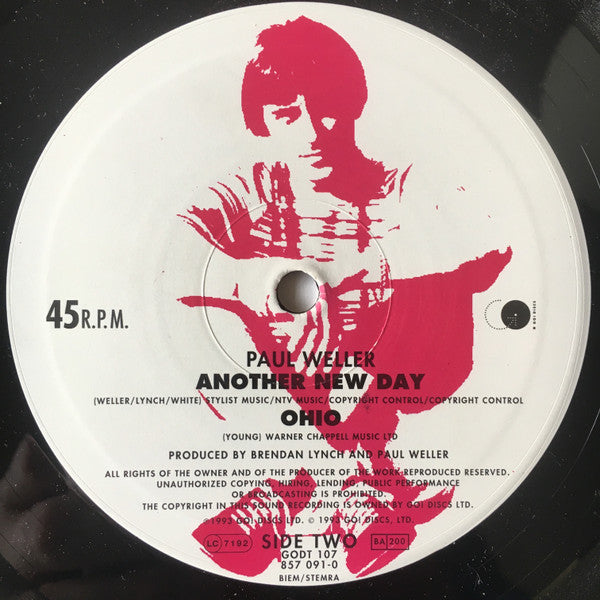 45 R.P.M.
GO! DISCS
PAUL WELLER
ANOTHER NEW DAY
(WELLER/LYNCH/WHITE) STYLIST MUSIC/NTV MUSIC/COPYRIGHT CONTROL/COPYRIGHT CONTROL
OHIO
(YOUNG) WARNER CHAPPELL MUSIC LTD
PRODUCED BY BRENDAN LYNCH AND PAUL WELLER
ALL RIGHTS OF THE OWNER AND OF THE PRODUCER OF THE WORK REPRODUCED RESERVED.
UNAUTHORIZED COPYING, HIRING, LENDING, PUBLIC PERFORMANCE
OR BROADCASTING IS PROHIBITED.
THE COPYRIGHT IN THIS SOUND RECORDING IS OWNED BY GO! DISCS LTD
℗1993 GO! DISCS LTD. © 1993 GO! DISCS, LTD.
LC 7192
SIDE TWO
BA 200
GODT 107
857 091-0
BIEM/STEMRA